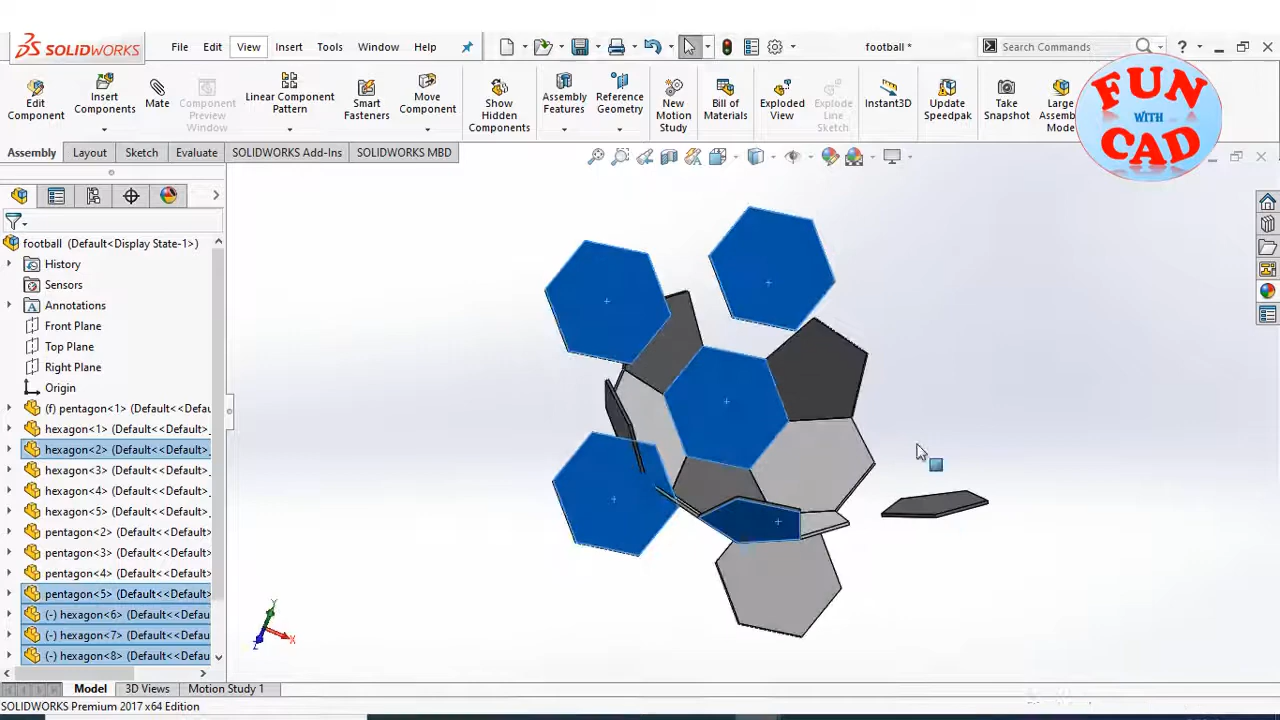 SOLIDWORKS
File Edit View Insert Tools Window Help
football *
Search Commands
?
Edit Component
Insert Components
Mate
Component Preview Window
Linear Component Pattern
Smart Fasteners
Move Component
Show Hidden Components
Assembly Features
Reference Geometry
New Motion Study
Bill of Materials
Exploded View
Explode Line Sketch
Instant3D
Update Speedpak
Take Snapshot
Large Assem Mode
FUN
WITH
CAD
Assembly Layout Sketch Evaluate SOLIDWORKS Add-Ins SOLIDWORKS MBD
football (Default<Display State-1>)
History
Sensors
Annotations
Front Plane
Top Plane
Right Plane
Origin
(f) pentagon<1> (Default<<Defau
hexagon<1> (Default<<Default>_
hexagon<2> (Default<<Default>_
hexagon<3> (Default<<Default>_
hexagon<4> (Default<<Default>_
hexagon<5> (Default<<Default>_
pentagon<2> (Default<<Default>
pentagon<3> (Default<<Default>
pentagon<4> (Default<<Default>
pentagon<5> (Default<<Default>
(-) hexagon<6> (Default<<Defau
(-) hexagon<7> (Default<<Defau
(-) hexagon<8> (Default<<Defau
Y
X
Z
Model 3D Views Motion Study 1
SOLIDWORKS Premium 2017 x64 Edition